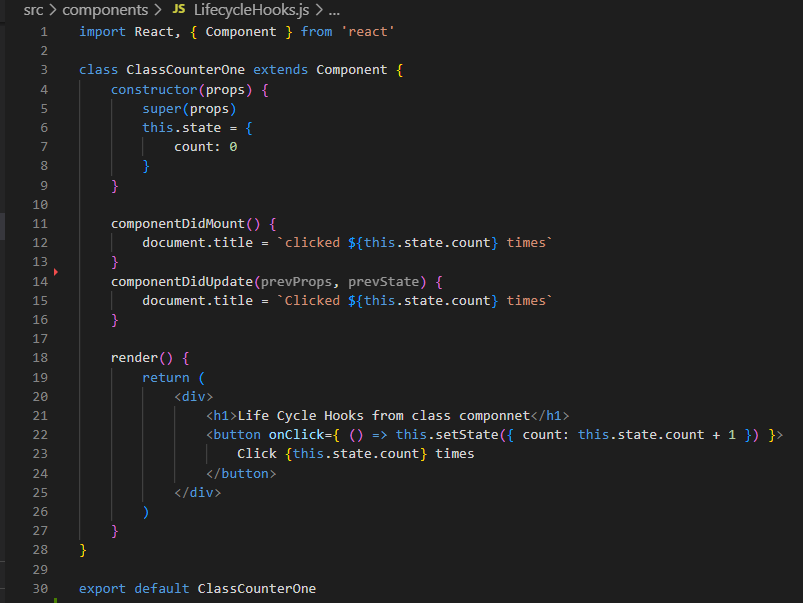 src > components > JS LifecycleHooks.js > ...
1 import React, { Component } from 'react'
2
3 class ClassCounterOne extends Component {
4     constructor(props) {
5         super(props)
6         this.state = {
7             count: 0
8         }
9     }
10
11     componentDidMount() {
12         document.title = `clicked ${this.state.count} times`
13     }
14     componentDidUpdate(prevProps, prevState) {
15         document.title = `Clicked ${this.state.count} times`
16     }
17
18     render() {
19         return (
20             <div>
21                 <h1>Life Cycle Hooks from class componnet</h1>
22                 <button onClick={ () => this.setState({ count: this.state.count + 1 }) }>
23                     Click {this.state.count} times
24                 </button>
25             </div>
26         )
27     }
28 }
29
30 export default ClassCounterOne